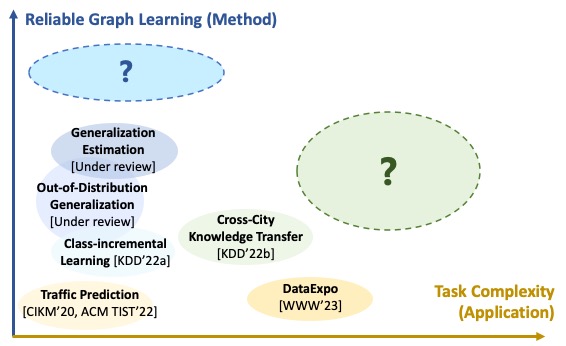 Reliable Graph Learning (Method)
?
Generalization
Estimation
[Under review]
Out-of-Distribution
Generalization
[Under review]
Class-incremental
Learning [KDD'22a]
Traffic Prediction
[CIKM'20, ACM TIST'22]
Cross-City
Knowledge Transfer
[KDD'22b]
DataExpo
[WWW'23]
?
Task Complexity
(Application)